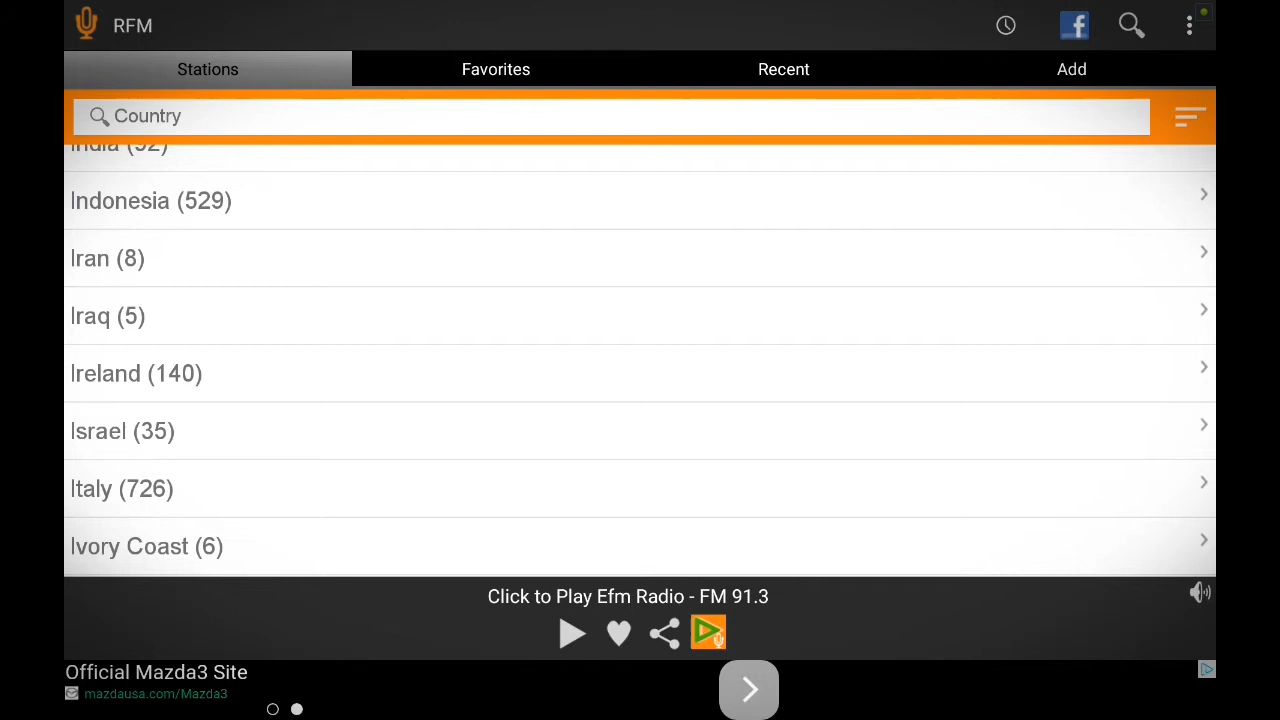 RFM
Stations
Favorites
Recent
Add
Country
Indonesia (529)
Iran (8)
Iraq (5)
Ireland (140)
Israel (35)
Italy (726)
Ivory Coast (6)
Click to Play Efm Radio - FM 91.3
Official Mazda3 Site
mazdausa.com/Mazda3